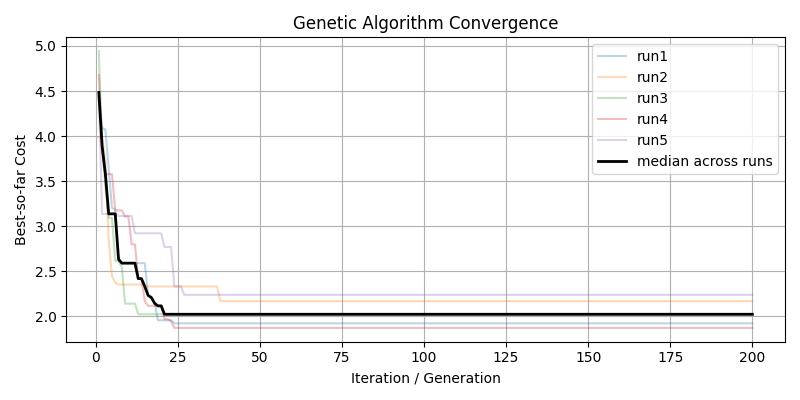 Genetic Algorithm Convergence
5.0
4.5
4.0
3.5
3.0
2.5
2.0
Best-so-far Cost
run1
run2
run3
run4
run5
median across runs
0
25
50
75
100
125
150
175
200
Iteration / Generation